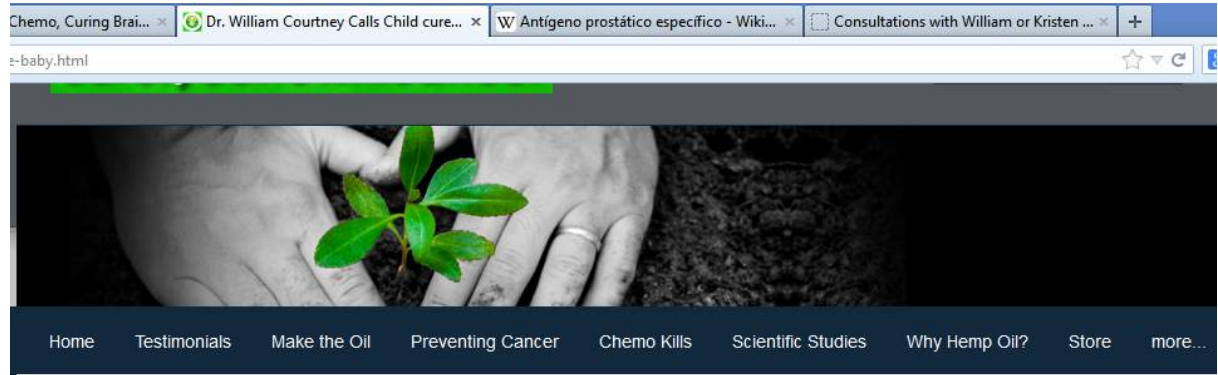 Chemo, Curing Brai... Dr. William Courtney Calls Child cure... Antígeno prostático específico - Wiki... Consultations with William or Kristen ...
e-baby.html
Home Testimonials Make the Oil Preventing Cancer Chemo Kills Scientific Studies Why Hemp Oil? Store more...